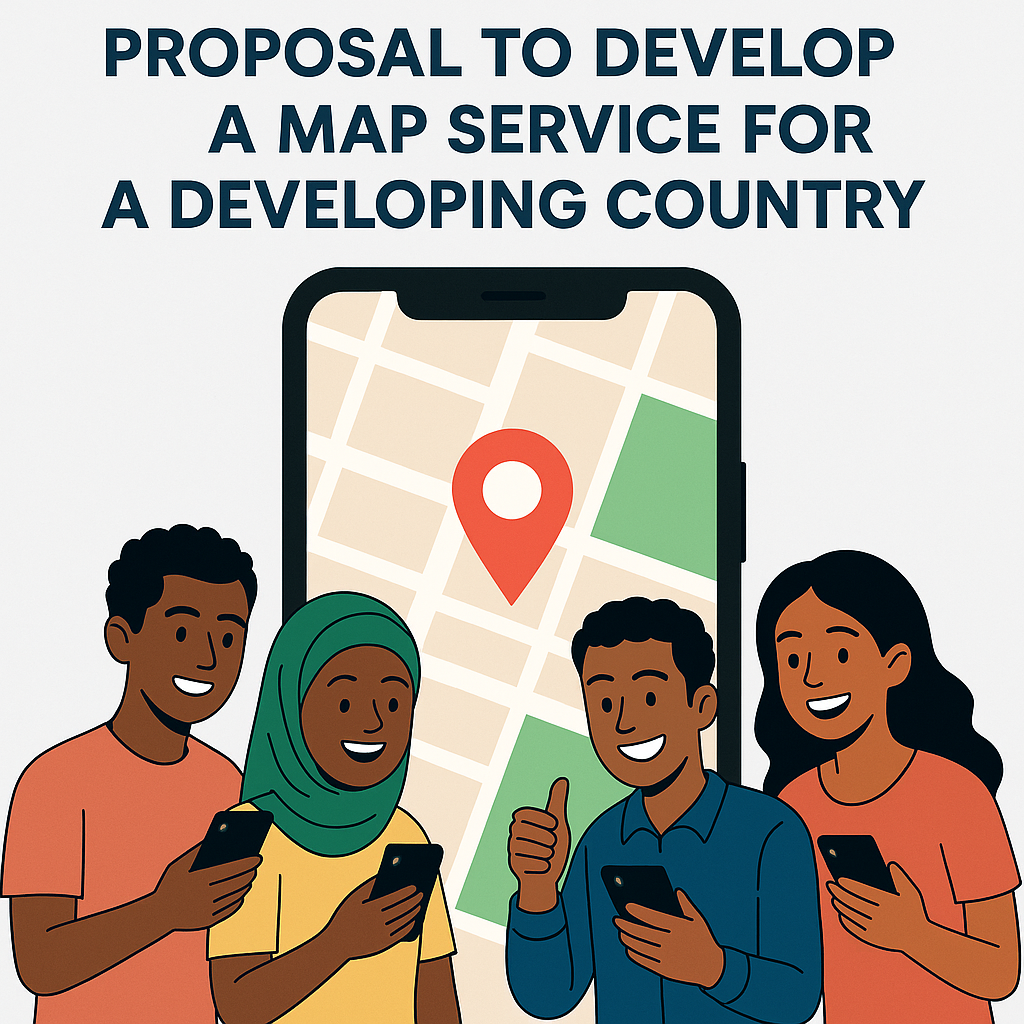 PROPOSAL TO DEVELOP
A MAP SERVICE FOR
A DEVELOPING COUNTRY